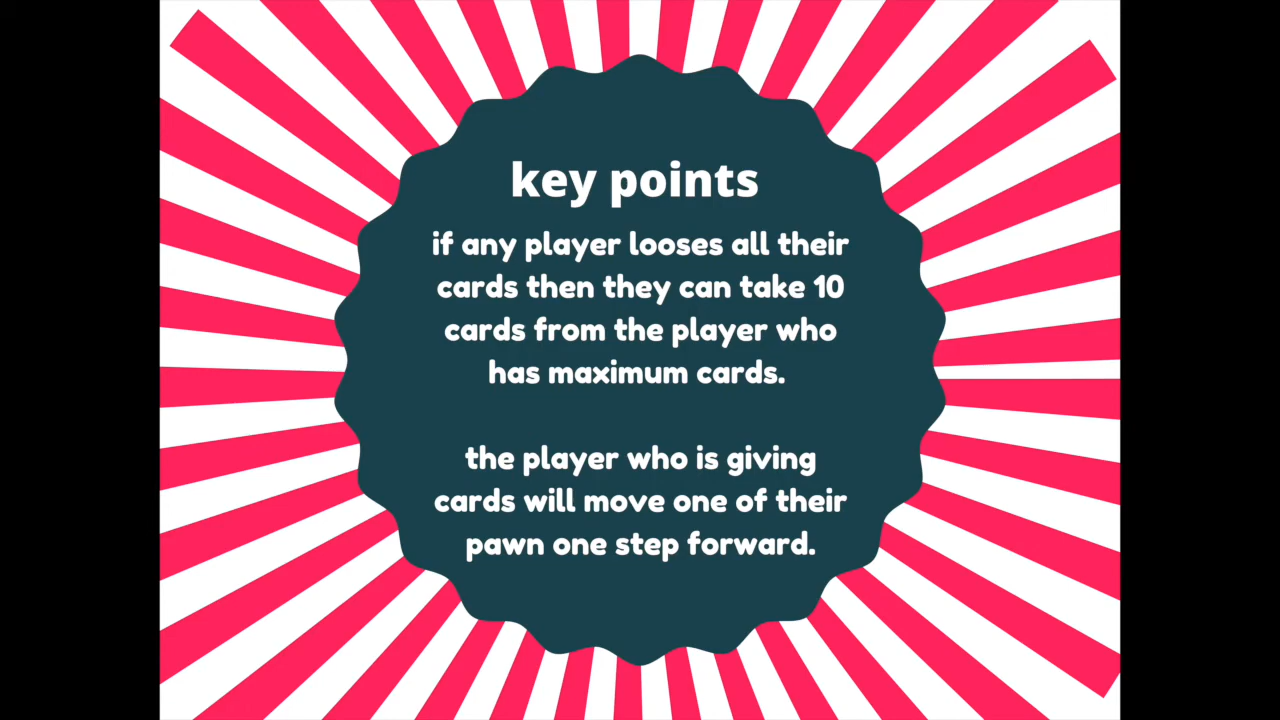 key points
if any player looses all their
cards then they can take 10
cards from the player who
has maximum cards.
the player who is giving
cards will move one of their
pawn one step forward.